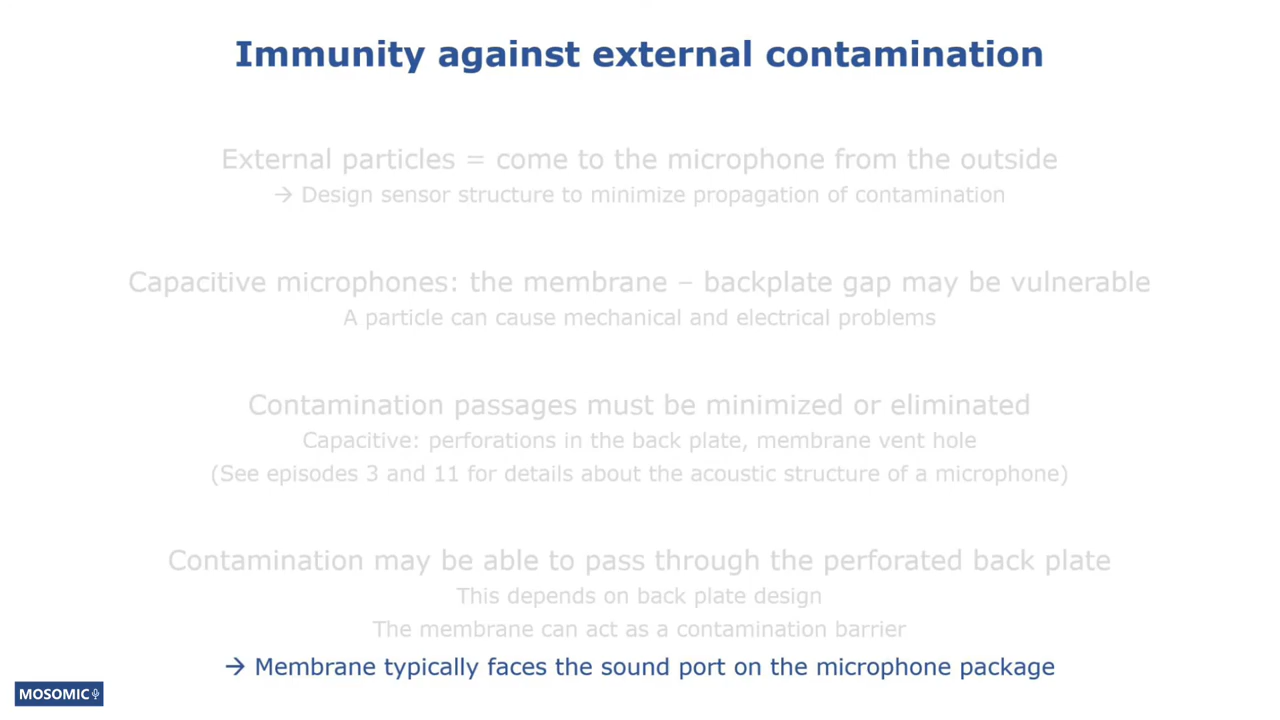 Immunity against external contamination
External particles = come to the microphone from the outside
→ Design sensor structure to minimize propagation of contamination
Capacitive microphones: the membrane – backplate gap may be vulnerable
A particle can cause mechanical and electrical problems
Contamination passages must be minimized or eliminated
Capacitive: perforations in the back plate, membrane vent hole
(See episodes 3 and 11 for details about the acoustic structure of a microphone)
Contamination may be able to pass through the perforated back plate
This depends on back plate design
The membrane can act as a contamination barrier
→ Membrane typically faces the sound port on the microphone package
MOSOMIC